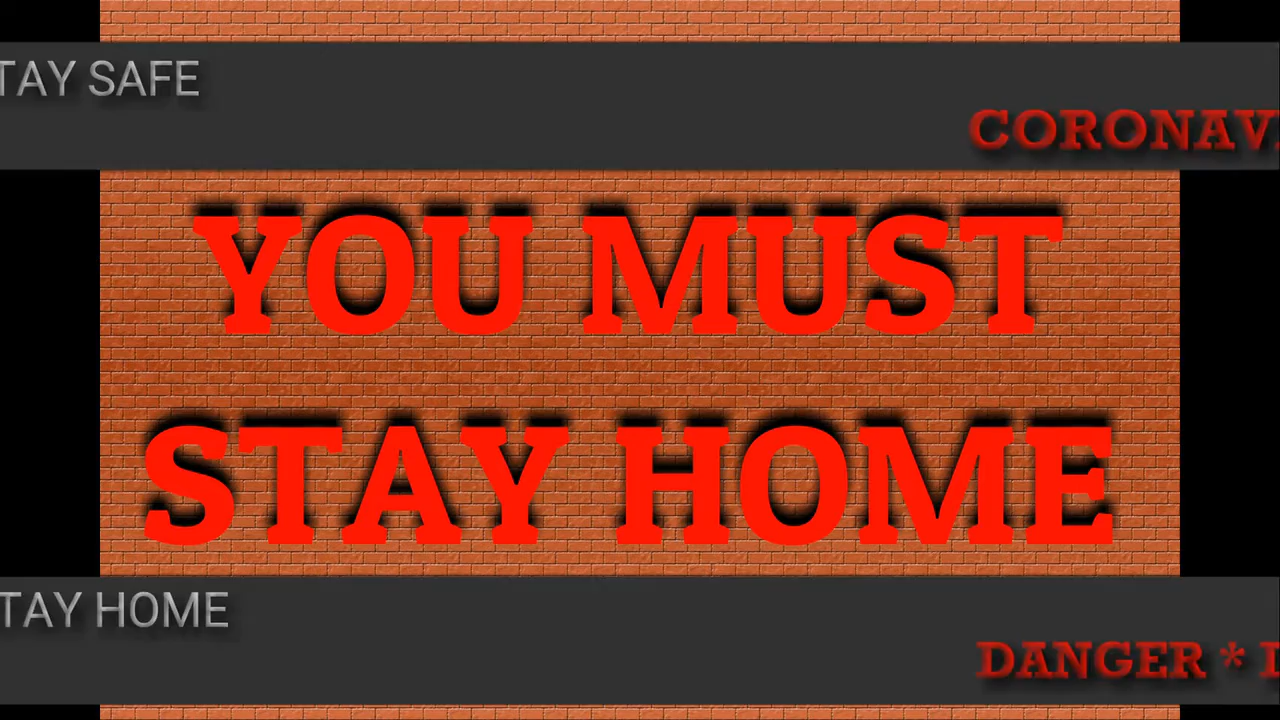 TAY SAFE
CORONAV
YOU MUST
STAY HOME
TAY HOME
DANGER *